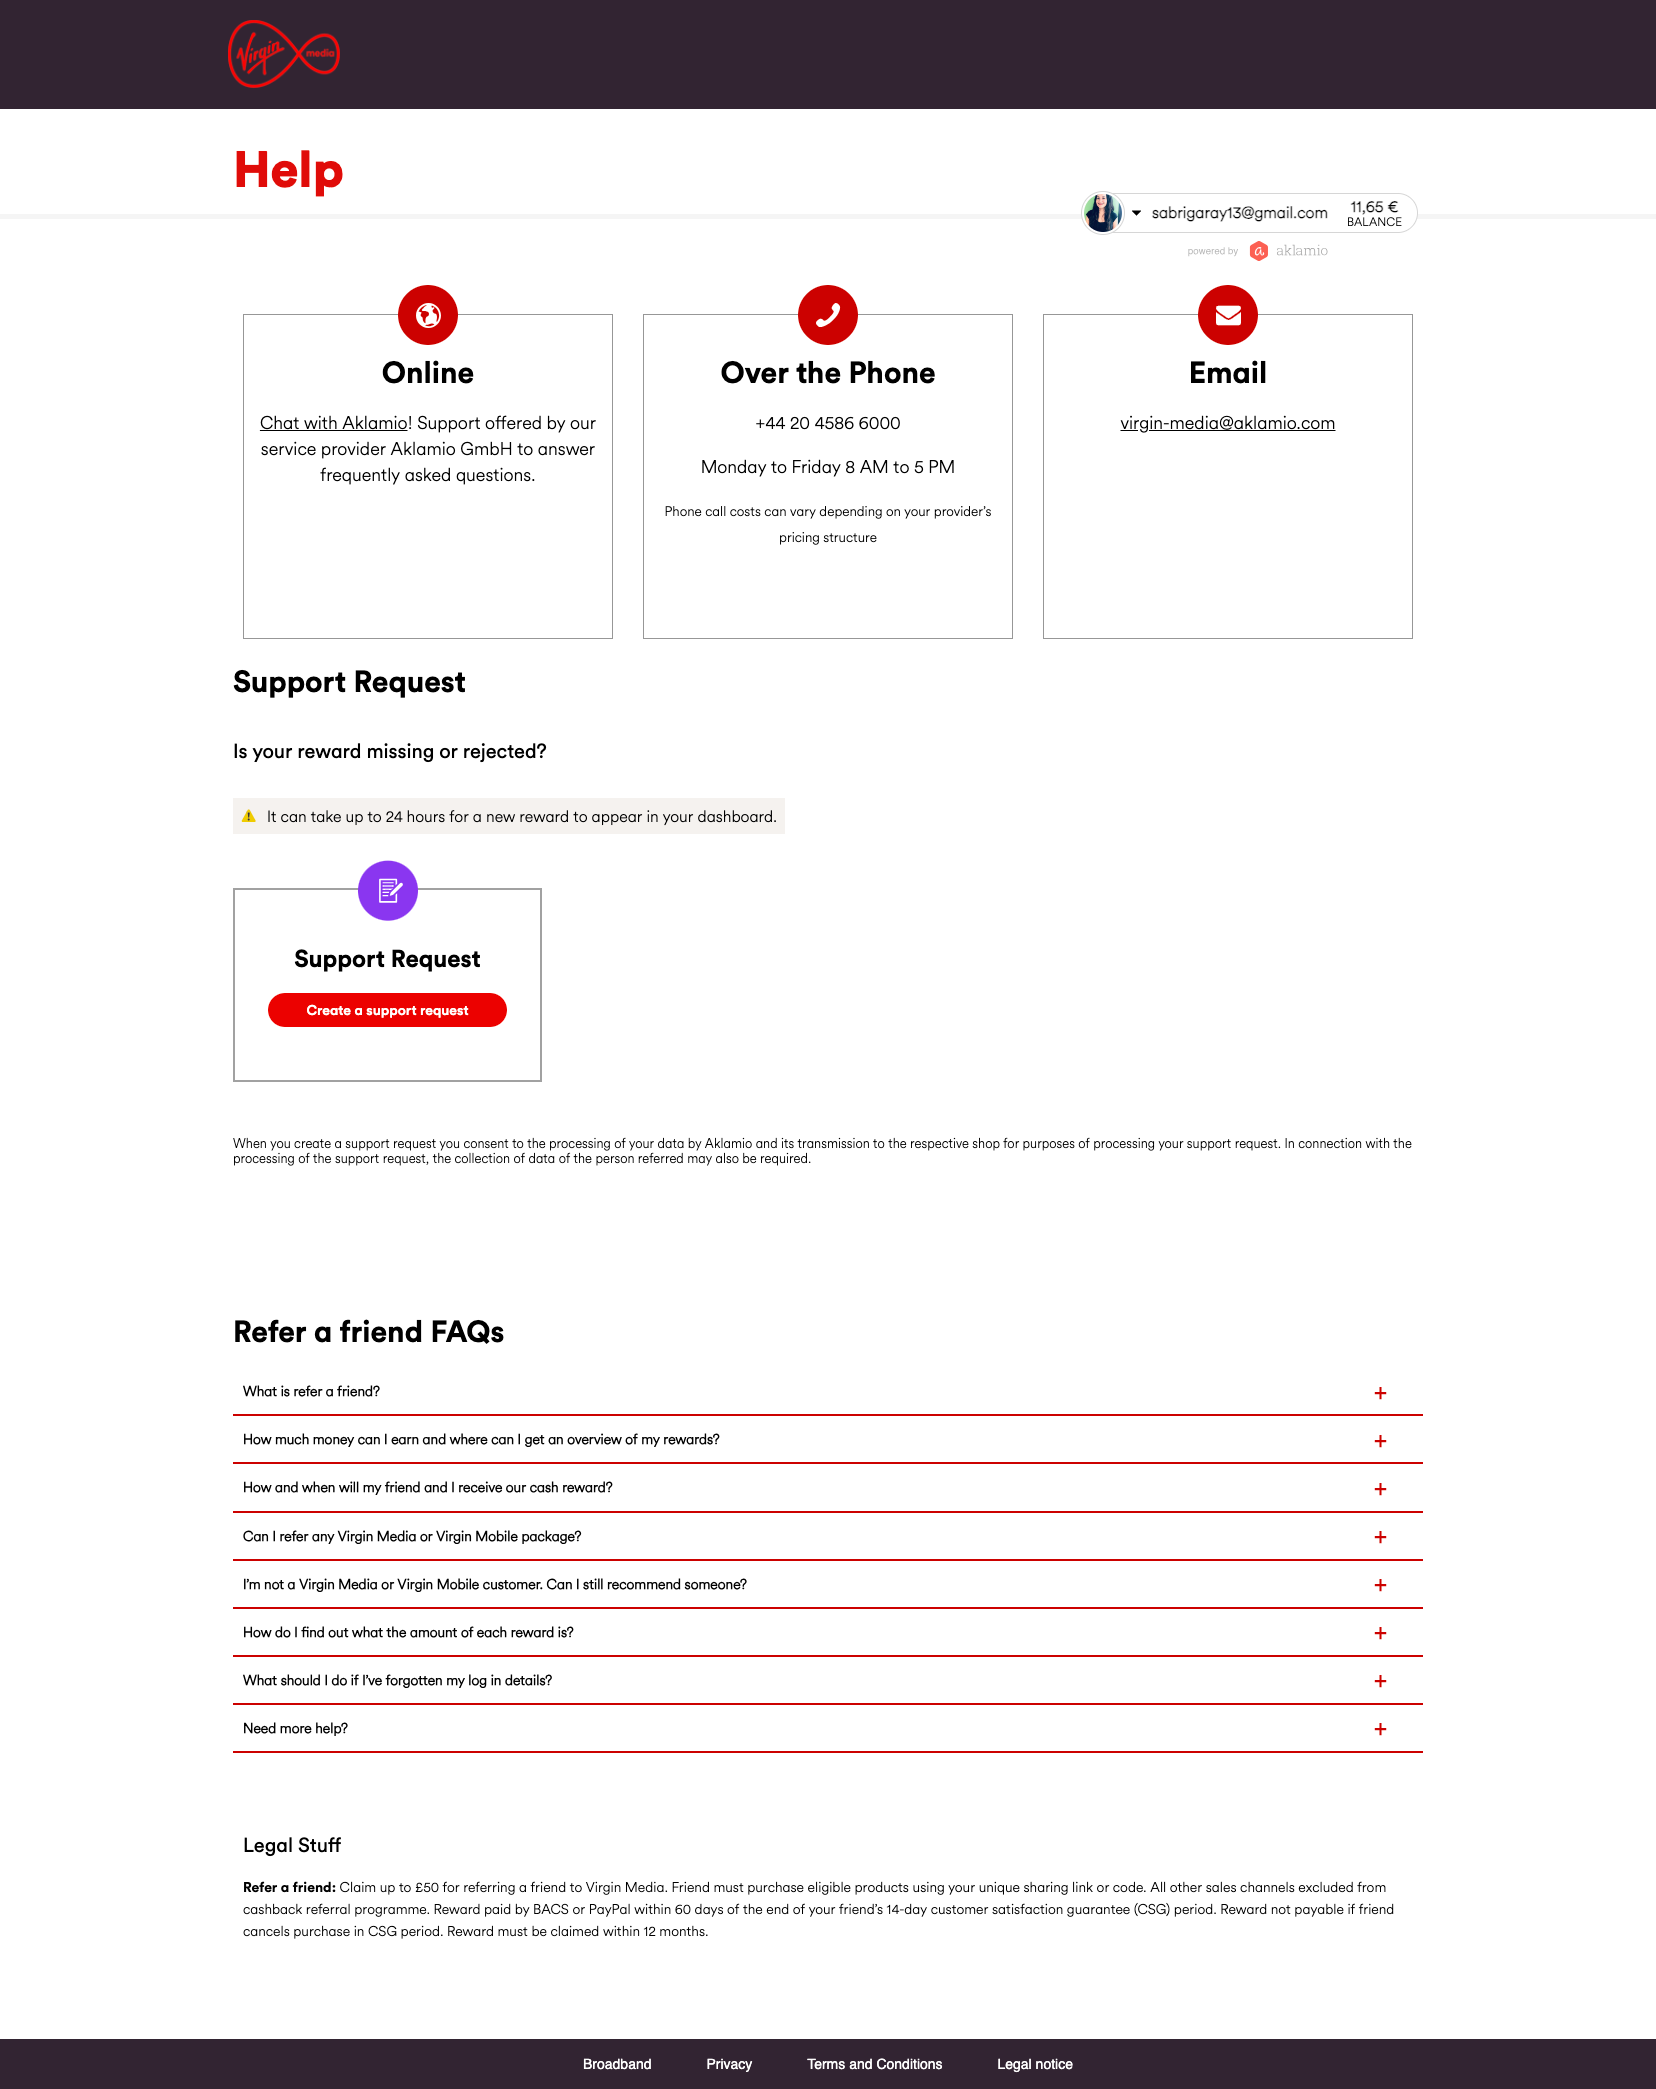 Virgin media
Help
sabrigaray13@gmail.com
11,65 €
BALANCE
powered by a aklamio
Online
Chat with Aklamio! Support offered by our
service provider Aklamio GmbH to answer
frequently asked questions.
Over the Phone
+44 20 4586 6000
Monday to Friday 8 AM to 5 PM
Phone call costs can vary depending on your provider's
pricing structure
Email
virgin-media@aklamio.com
Support Request
Is your reward missing or rejected?
It can take up to 24 hours for a new reward to appear in your dashboard.
Support Request
Create a support request
When you create a support request you consent to the processing of your data by Aklamio and its transmission to the respective shop for purposes of processing your support request. In connection with the
processing of the support request, the collection of data of the person referred may also be required.
Refer a friend FAQs
What is refer a friend? +
How much money can I earn and where can I get an overview of my rewards? +
How and when will my friend and I receive our cash reward? +
Can I refer any Virgin Media or Virgin Mobile package? +
I'm not a Virgin Media or Virgin Mobile customer. Can I still recommend someone? +
How do I find out what the amount of each reward is? +
What should I do if I've forgotten my log in details? +
Need more help? +
Legal Stuff
Refer a friend: Claim up to £50 for referring a friend to Virgin Media. Friend must purchase eligible products using your unique sharing link or code. All other sales channels excluded from
cashback referral programme. Reward paid by BACS or PayPal within 60 days of the end of your friend's 14-day customer satisfaction guarantee (CSG) period. Reward not payable if friend
cancels purchase in CSG period. Reward must be claimed within 12 months.
Broadband Privacy Terms and Conditions Legal notice